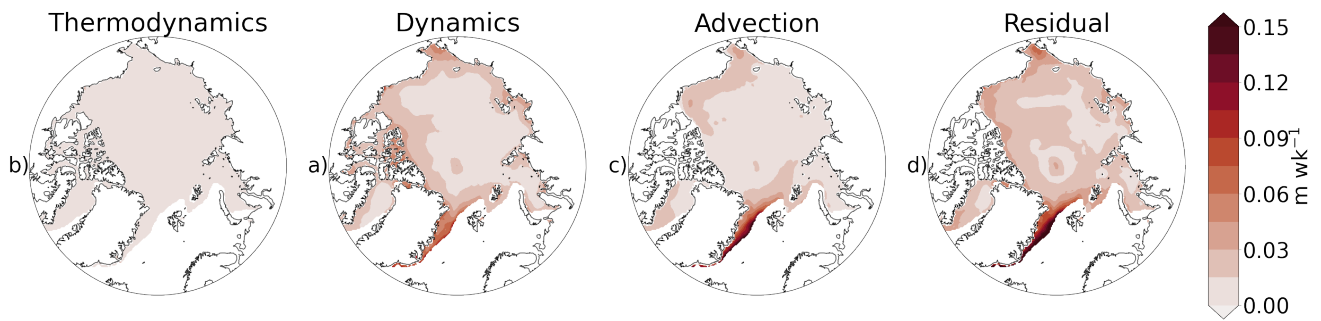 Thermodynamics
Dynamics
Advection
Residual
b)
a)
c)
d)
0.15
0.12
0.09
0.06
0.03
0.00
m wk⁻¹